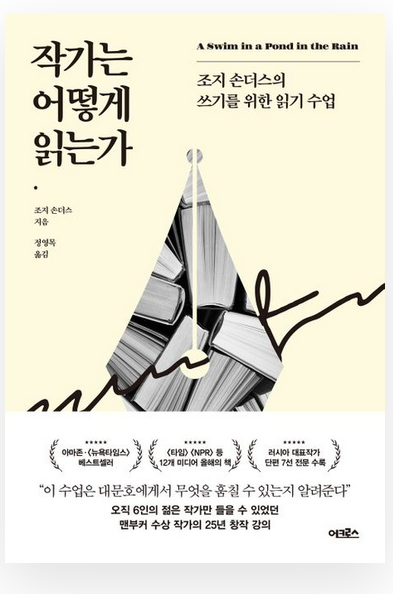 작가는
어떻게
읽는가
A Swim in a Pond in the Rain
조지 손더스의
쓰기를 위한 읽기 수업
조지 손더스
지음
정영목
옮김
★★★★★
아마존·〈뉴욕타임스〉
베스트셀러
★★★★★
〈타임〉〈NPR〉 등
12개 미디어 올해의 책
★★★★★
러시아 대표작가
단편 7선 전문 수록
“이 수업은 대문호에게서 무엇을 훔칠 수 있는지 알려준다”
오직 6인의 젊은 작가만 들을 수 있었던
맨부커 수상 작가의 25년 창작 강의
어크로스